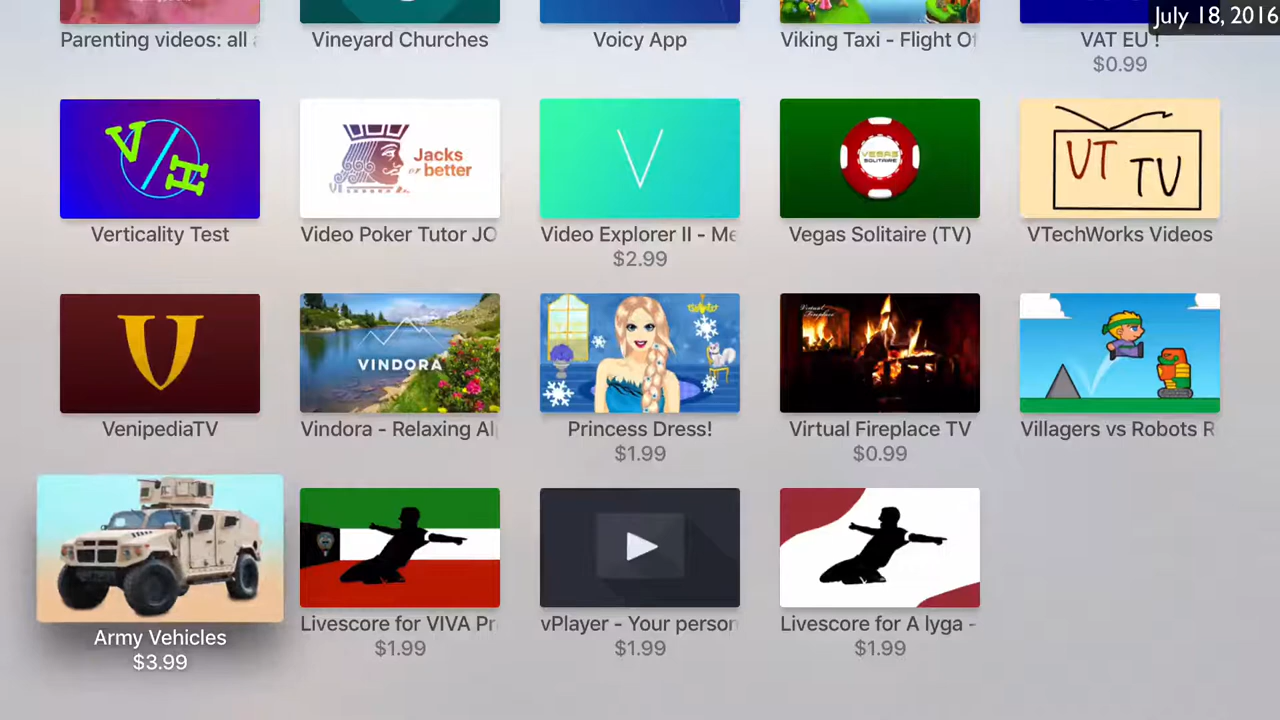 July 18, 2016
Parenting videos: all
Vineyard Churches
Voicy App
Viking Taxi - Flight Of
VAT EU !
$0.99
V/H
Jacks
or better
V
VEGAS
SOLITAIRE
VT TV
Verticality Test
Video Poker Tutor JO
Video Explorer II - Me
$2.99
Vegas Solitaire (TV)
VTechWorks Videos
V
VINDORA
Virtual
Fireplace
VenipediaTV
Vindora - Relaxing Al
Princess Dress!
$1.99
Virtual Fireplace TV
$0.99
Villagers vs Robots R
Army Vehicles
$3.99
Livescore for VIVA Pr
$1.99
vPlayer - Your person
$1.99
Livescore for A lyga -
$1.99